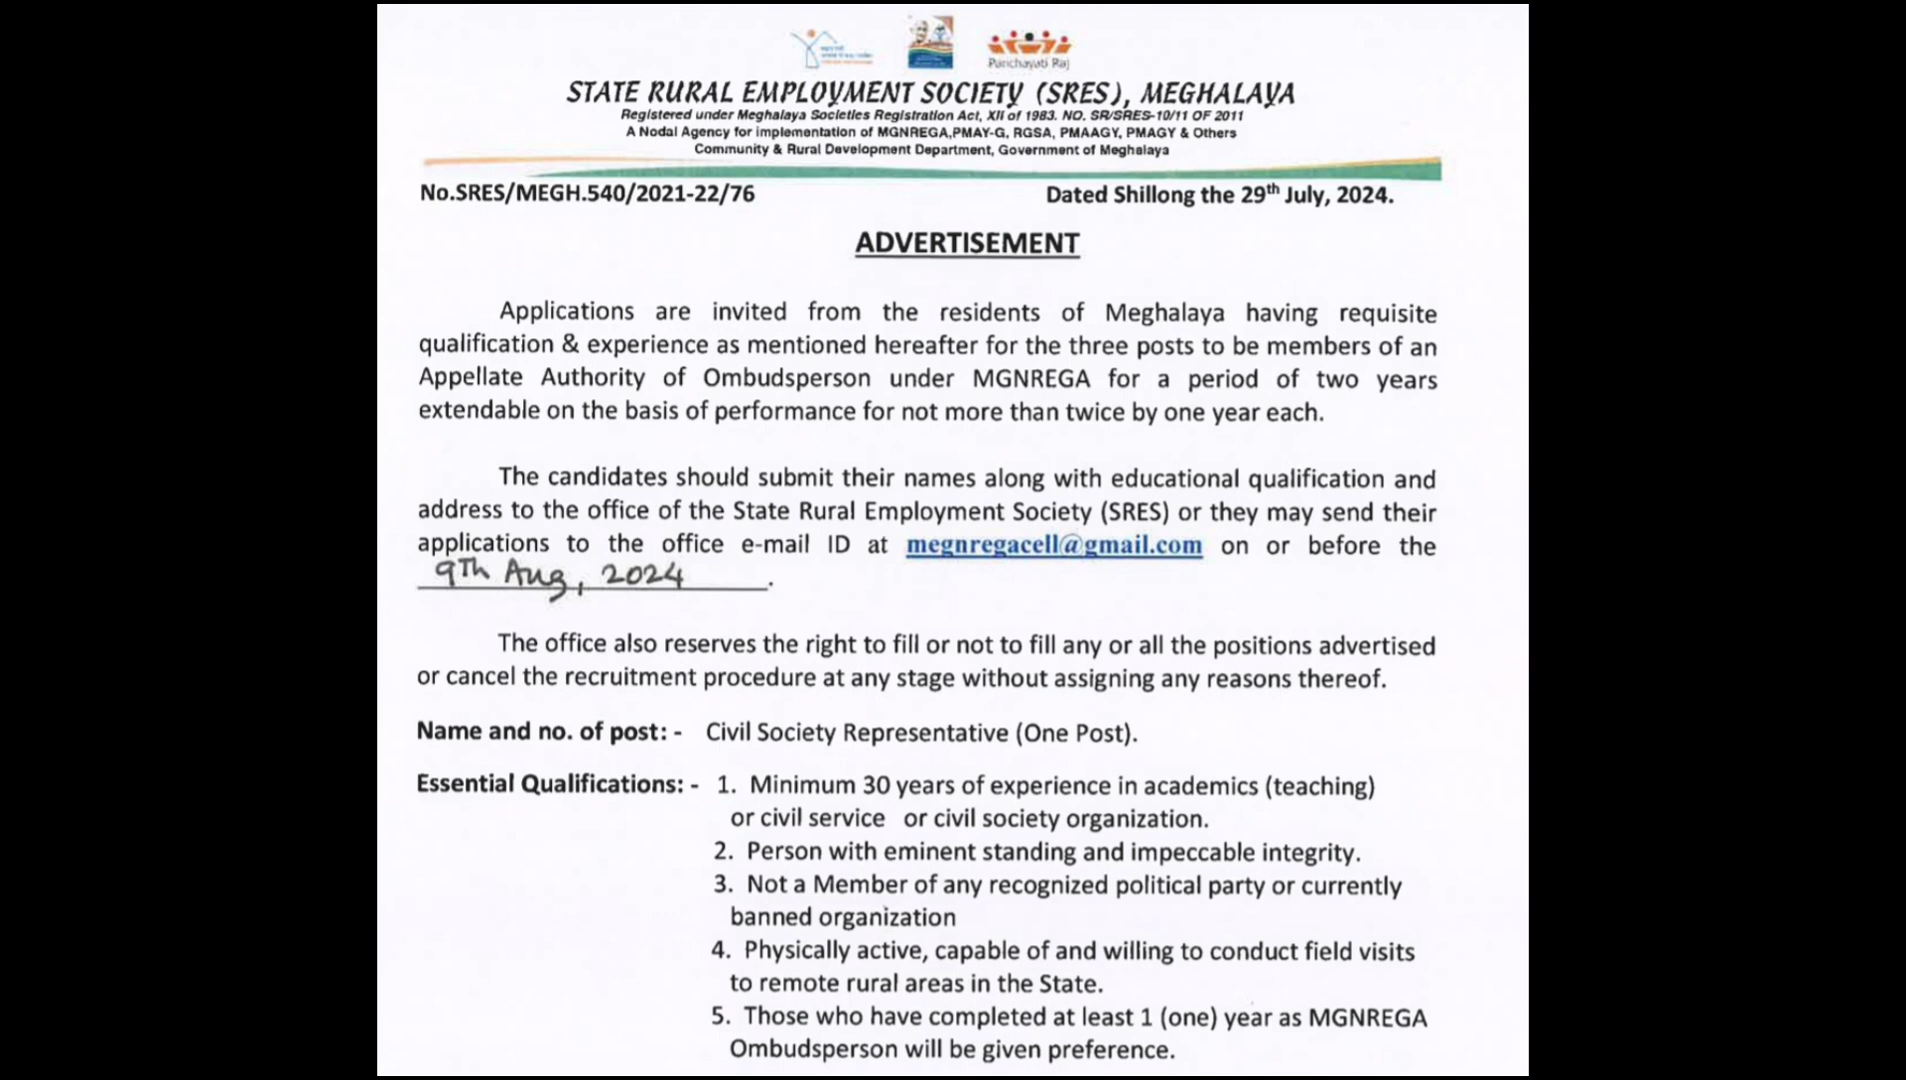 Panchayati Raj
STATE RURAL EMPLOYMENT SOCIETY (SRES), MEGHALAYA
Registered under Meghalaya Societies Registration Act, XII of 1983. NO. SR/SRES-10/11 OF 2011
A Nodal Agency for implementation of MGNREGA,PMAY-G, RGSA, PMAAGY, PMAGY & Others
Community & Rural Development Department, Government of Meghalaya
No.SRES/MEGH.540/2021-22/76 Dated Shillong the 29th July, 2024.
ADVERTISEMENT
Applications are invited from the residents of Meghalaya having requisite
qualification & experience as mentioned hereafter for the three posts to be members of an
Appellate Authority of Ombudsperson under MGNREGA for a period of two years
extendable on the basis of performance for not more than twice by one year each.
The candidates should submit their names along with educational qualification and
address to the office of the State Rural Employment Society (SRES) or they may send their
applications to the office e-mail ID at megnregacell@gmail.com on or before the
9Th Aug, 2024.
The office also reserves the right to fill or not to fill any or all the positions advertised
or cancel the recruitment procedure at any stage without assigning any reasons thereof.
Name and no. of post: - Civil Society Representative (One Post).
Essential Qualifications: - 1. Minimum 30 years of experience in academics (teaching)
or civil service or civil society organization.
2. Person with eminent standing and impeccable integrity.
3. Not a Member of any recognized political party or currently
banned organization
4. Physically active, capable of and willing to conduct field visits
to remote rural areas in the State.
5. Those who have completed at least 1 (one) year as MGNREGA
Ombudsperson will be given preference.